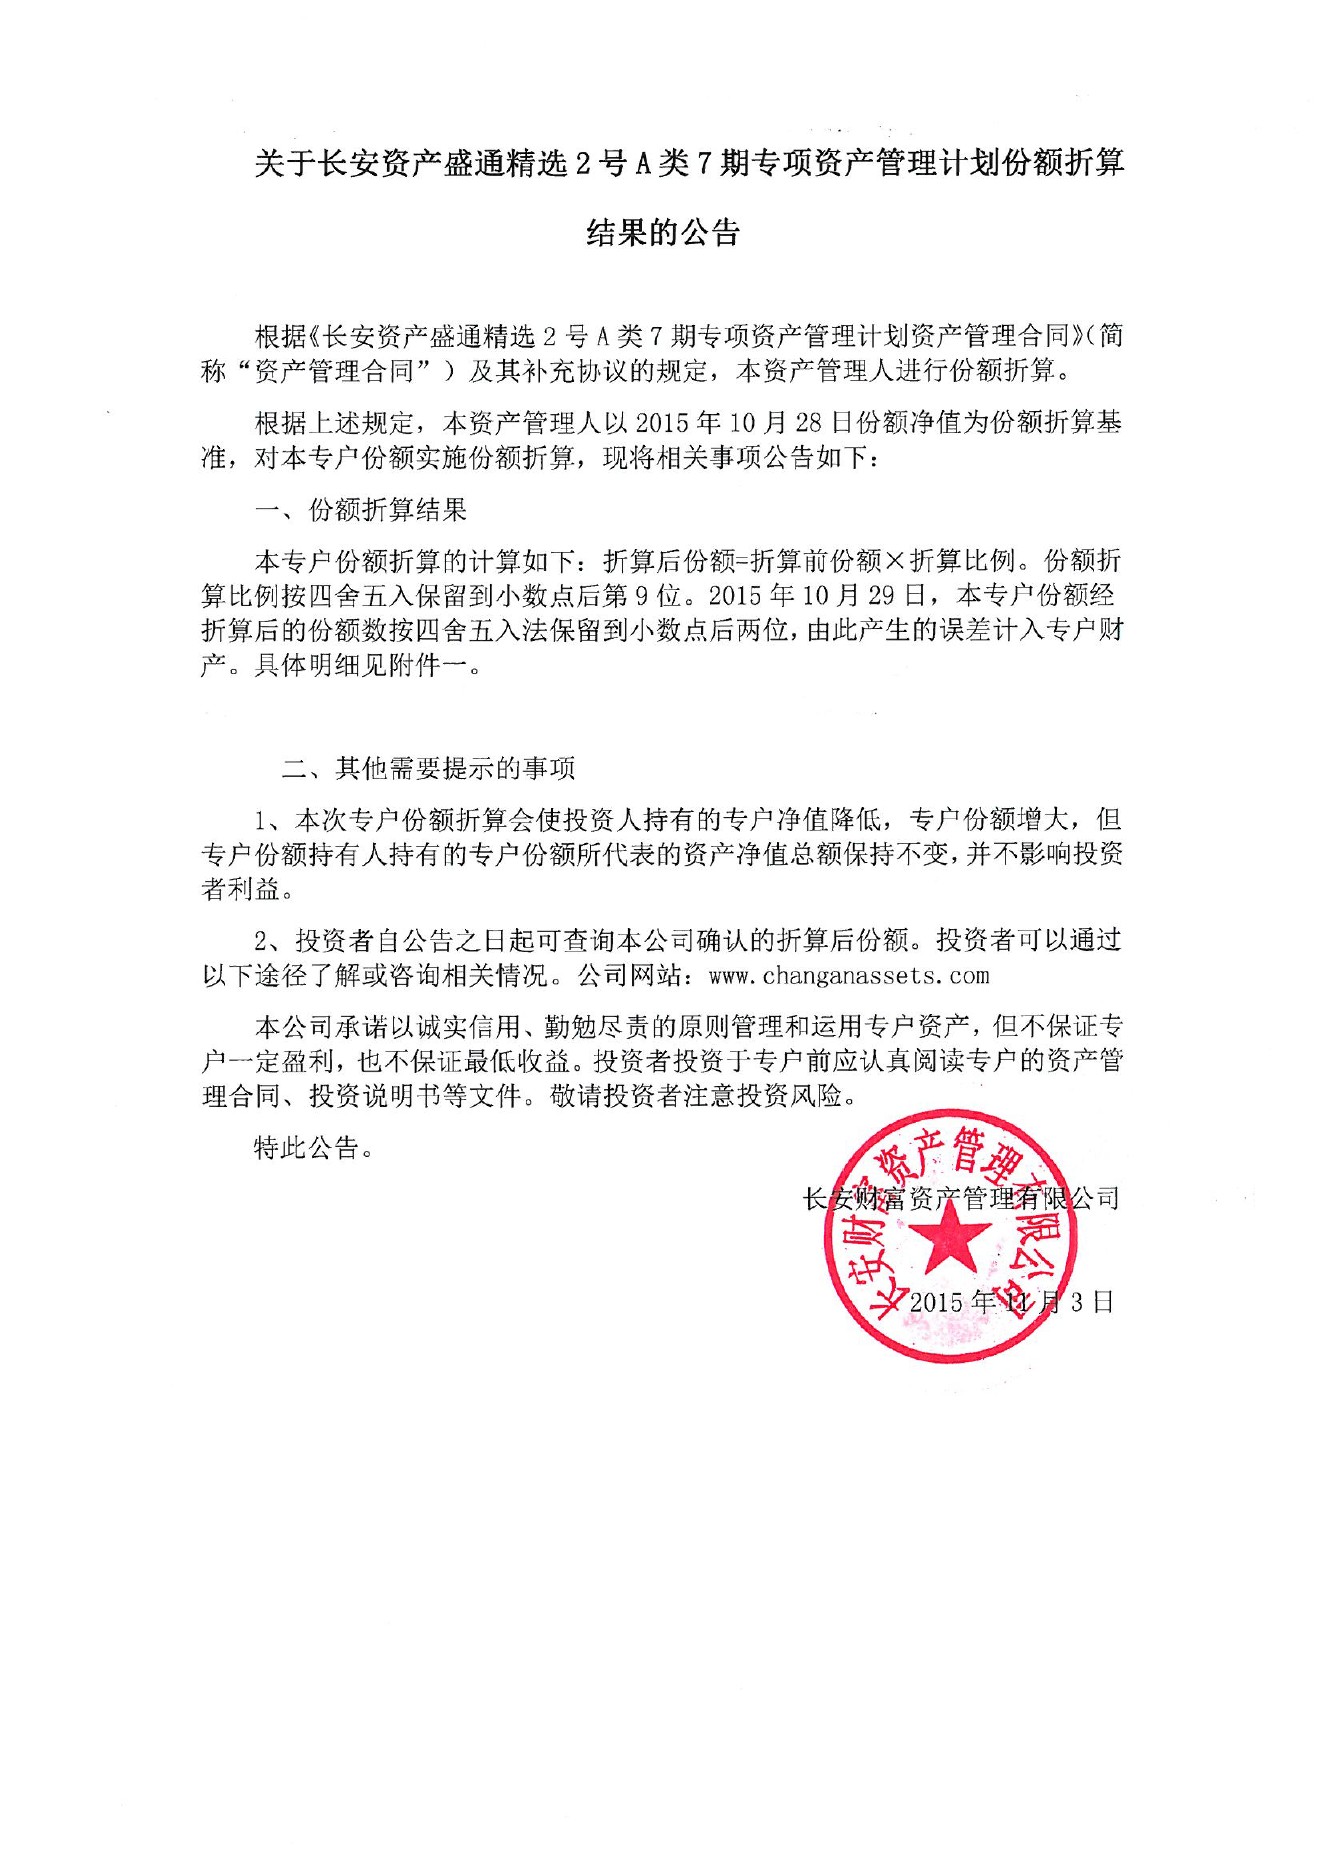 关于长安资产盛通精选2号A类7期专项资产管理计划份额折算
结果的公告
根据《长安资产盛通精选2号A类7期专项资产管理计划资产管理合同》（简
称“资产管理合同”）及其补充协议的规定，本资产管理人进行份额折算。
根据上述规定，本资产管理人以2015年10月28日份额净值为份额折算基
准，对本专户份额实施份额折算，现将相关事项公告如下：
一、份额折算结果
本专户份额折算的计算如下：折算后份额=折算前份额×折算比例。份额折
算比例按四舍五入保留到小数点后第9位。2015年10月29日，本专户份额经
折算后的份额数按四舍五入法保留到小数点后两位，由此产生的误差计入专户财
产。具体明细见附件一。
二、其他需要提示的事项
1、本次专户份额折算会使投资人持有的专户净值降低，专户份额增大，但
专户份额持有人持有的专户份额所代表的资产净值总额保持不变，并不影响投资
者利益。
2、投资者自公告之日起可查询本公司确认的折算后份额。投资者可以通过
以下途径了解或咨询相关情况。公司网站：www.changanassets.com
本公司承诺以诚实信用、勤勉尽责的原则管理和运用专户资产，但不保证专
户一定盈利，也不保证最低收益。投资者投资于专户前应认真阅读专户的资产管
理合同、投资说明书等文件。敬请投资者注意投资风险。
特此公告。
长安财富资产管理有限公司
长安财富资产管理有限公司
2015年11月3日